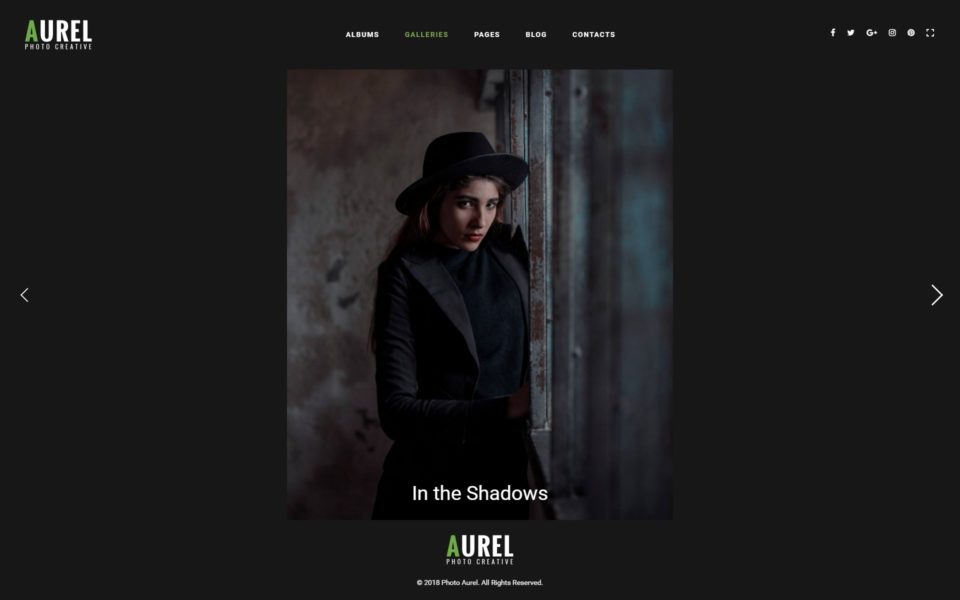 AUREL
PHOTO CREATIVE
ALBUMS GALLERIES PAGES BLOG CONTACTS
In the Shadows
AUREL
PHOTO CREATIVE
© 2018 Photo Aurel. All Rights Reserved.